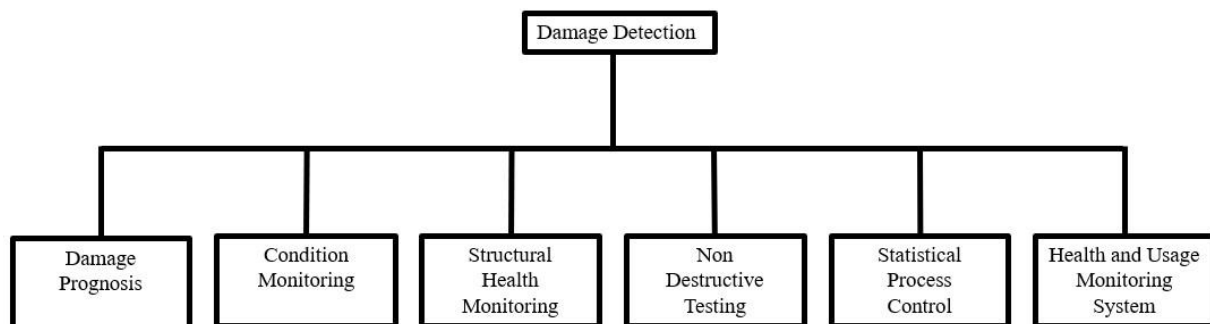 Damage Detection
Damage
Prognosis
Condition
Monitoring
Structural
Health
Monitoring
Non
Destructive
Testing
Statistical
Process
Control
Health and Usage
Monitoring
System